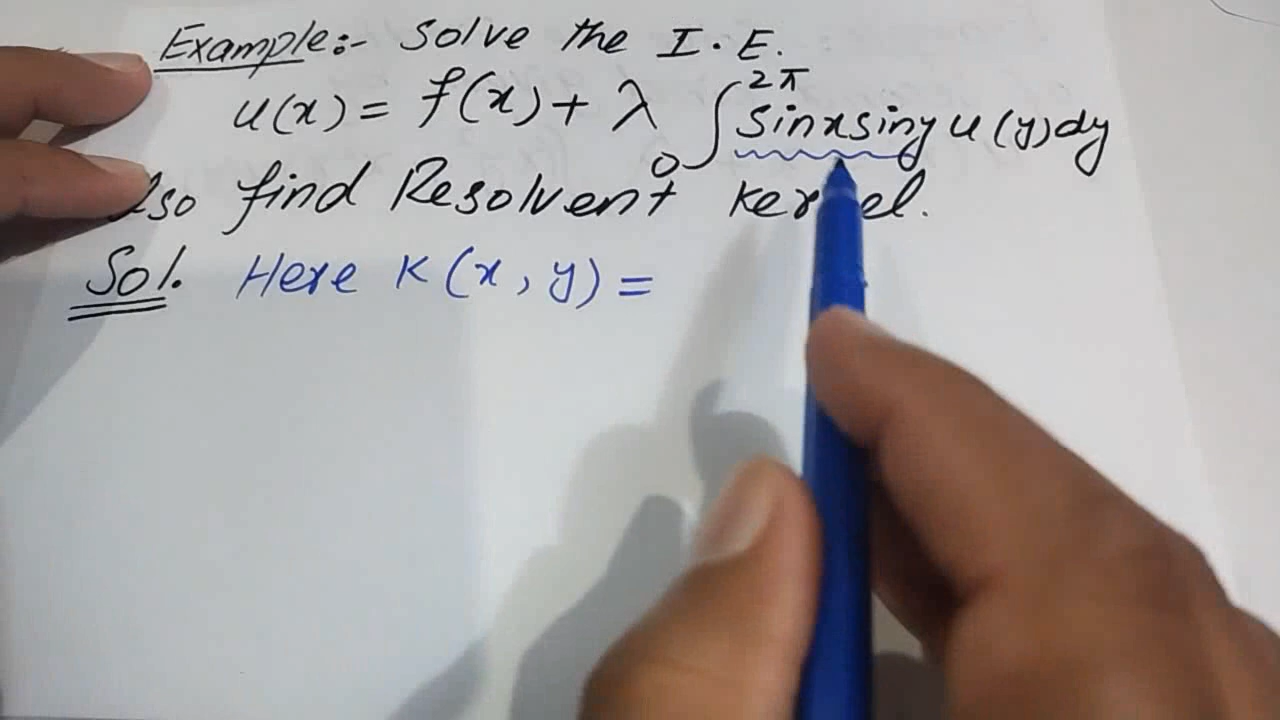 Example:- Solve the I.E.
u(x) = f(x) + λ ∫₀^2π sinx siny u(y)dy
find Resolvent
Sol. Here K(x, y) =